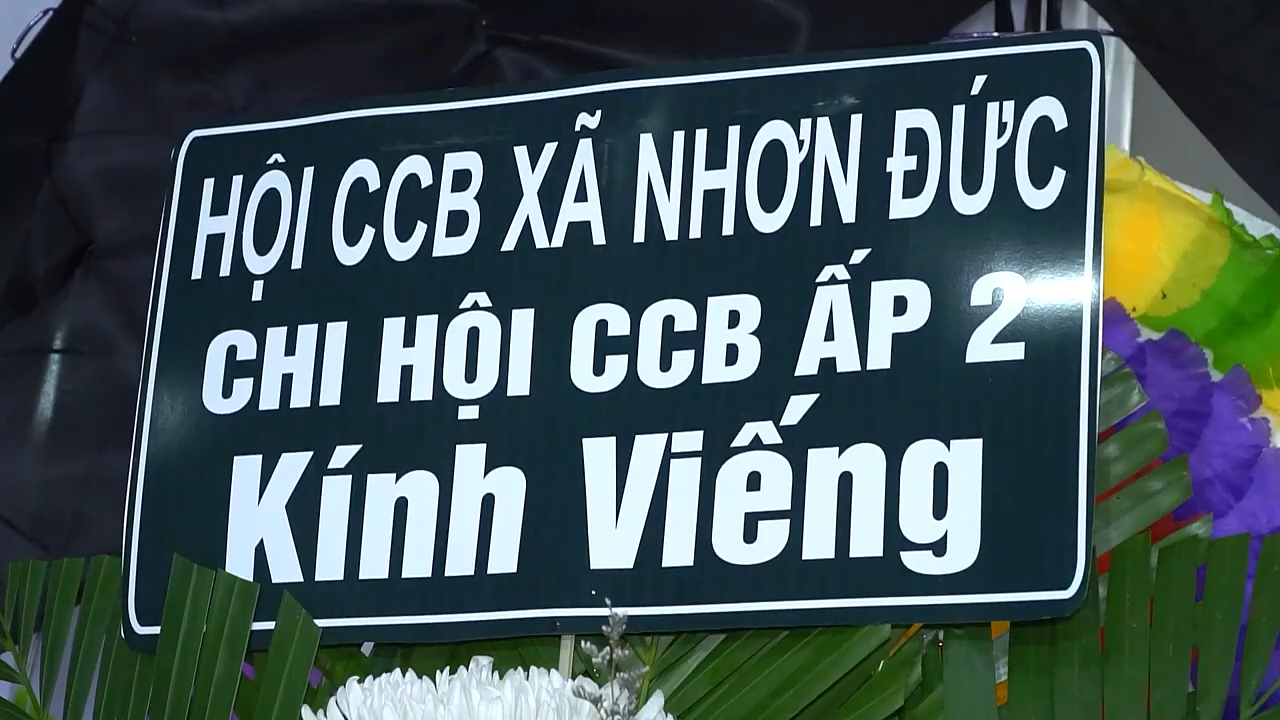 HỘI CCB XÃ NHƠN ĐỨC
CHI HỘI CCB ẤP 2
Kính Viếng